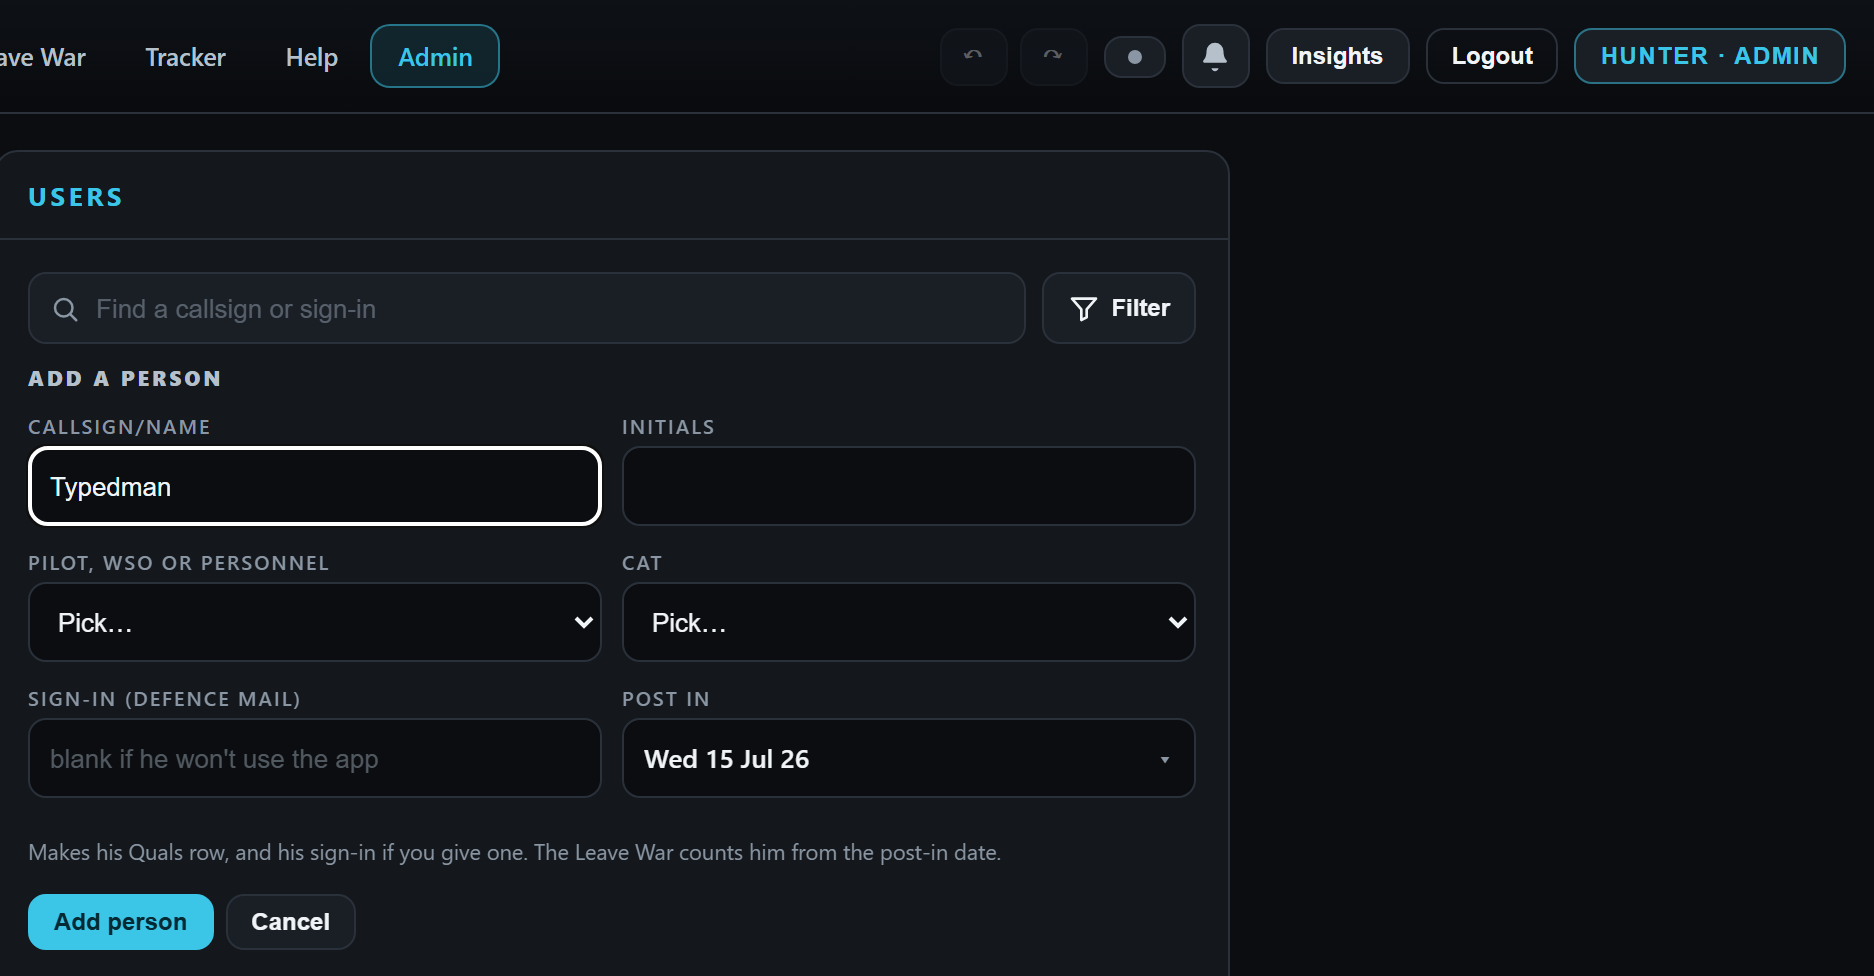 ave War Tracker Help Admin Insights Logout HUNTER · ADMIN
USERS
Find a callsign or sign-in Filter
ADD A PERSON
CALLSIGN/NAME INITIALS
Typedman
PILOT, WSO OR PERSONNEL CAT
Pick... Pick...
SIGN-IN (DEFENCE MAIL) POST IN
blank if he won't use the app Wed 15 Jul 26
Makes his Quals row, and his sign-in if you give one. The Leave War counts him from the post-in date.
Add person Cancel